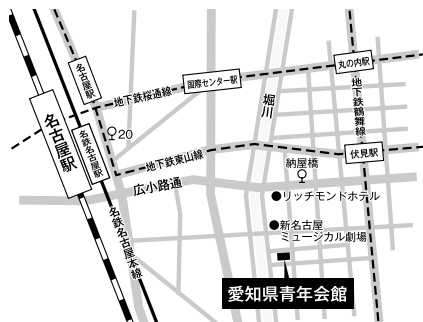 名古屋駅
地下鉄桜通線
国際センター駅
丸の内駅
地下鉄鶴舞線
堀川
名古屋駅
名鉄名古屋駅
20
地下鉄東山線
納屋橋
伏見駅
広小路通
リッチモンドホテル
名鉄名古屋本線
新名古屋
ミュージカル劇場
愛知県青年会館